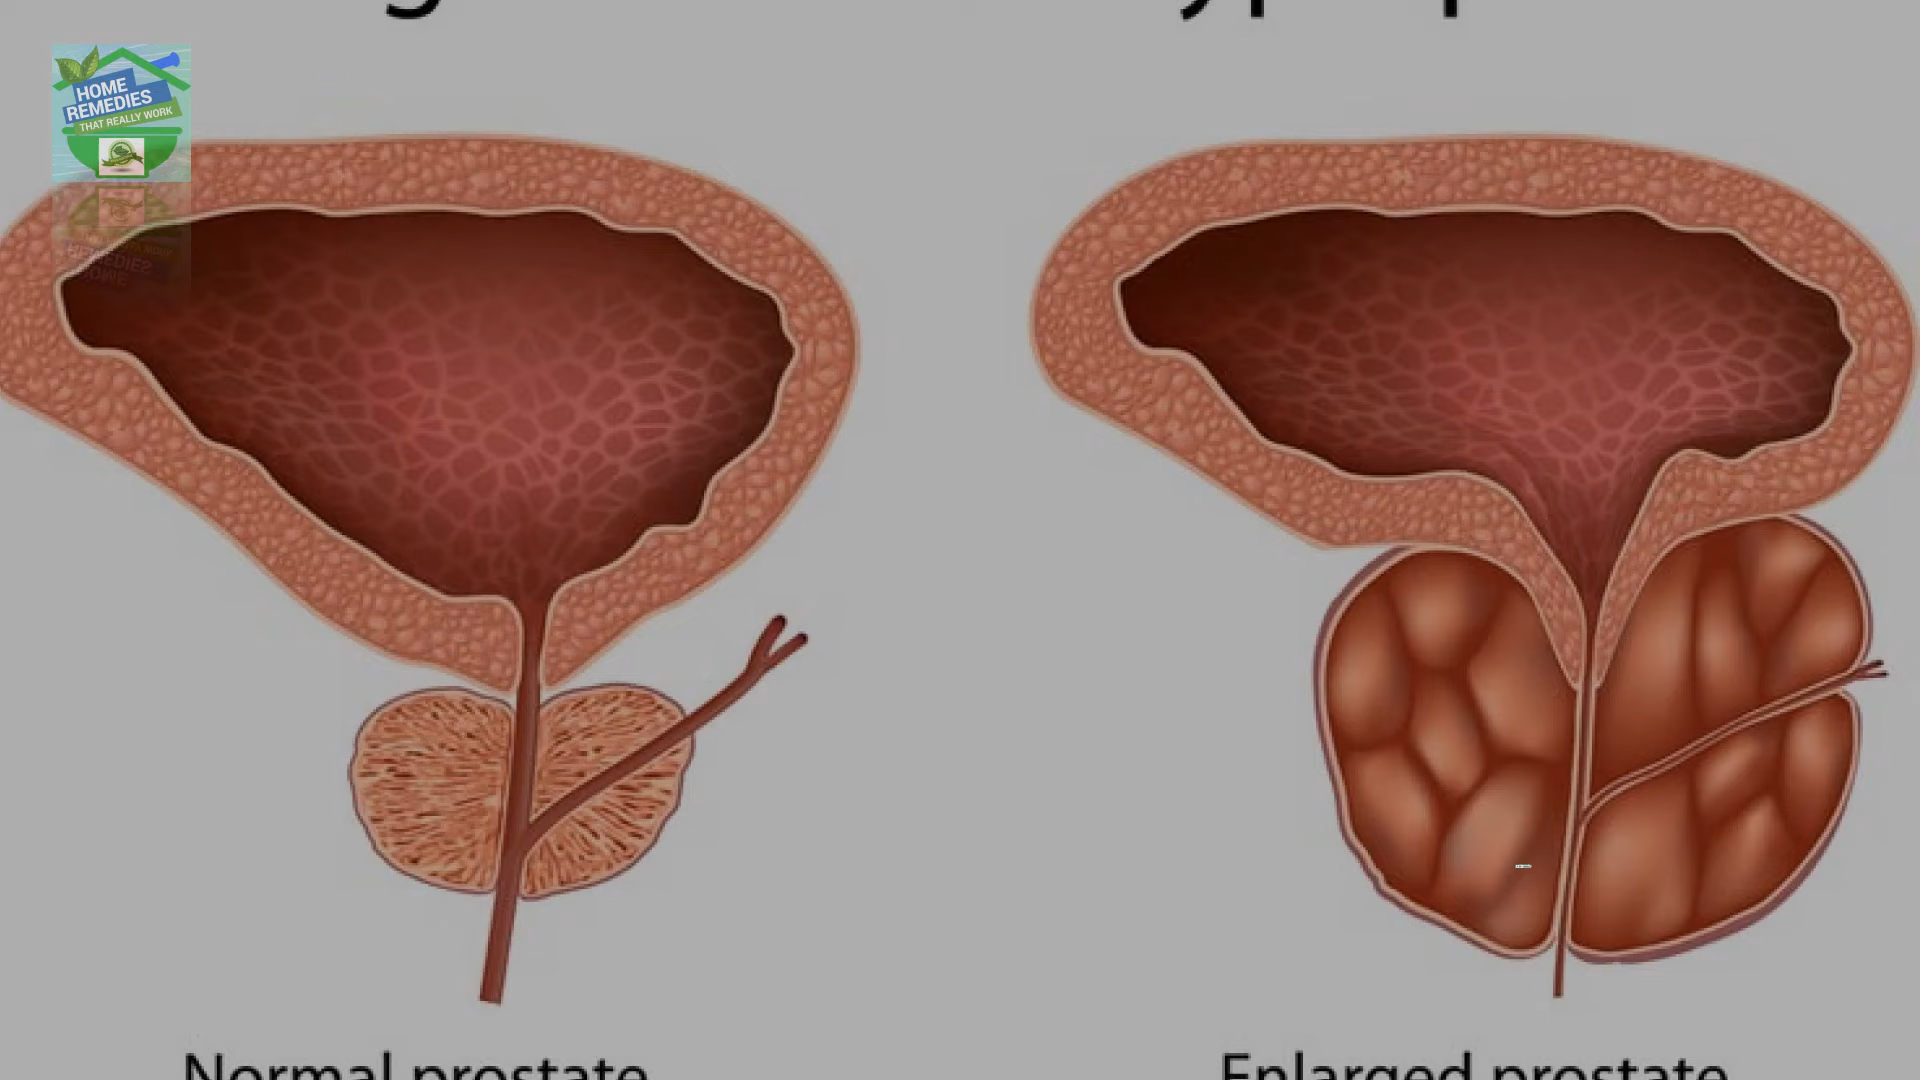 HOME
REMEDIES
THAT REALLY WORK
Normal prostate
Enlarged prostate